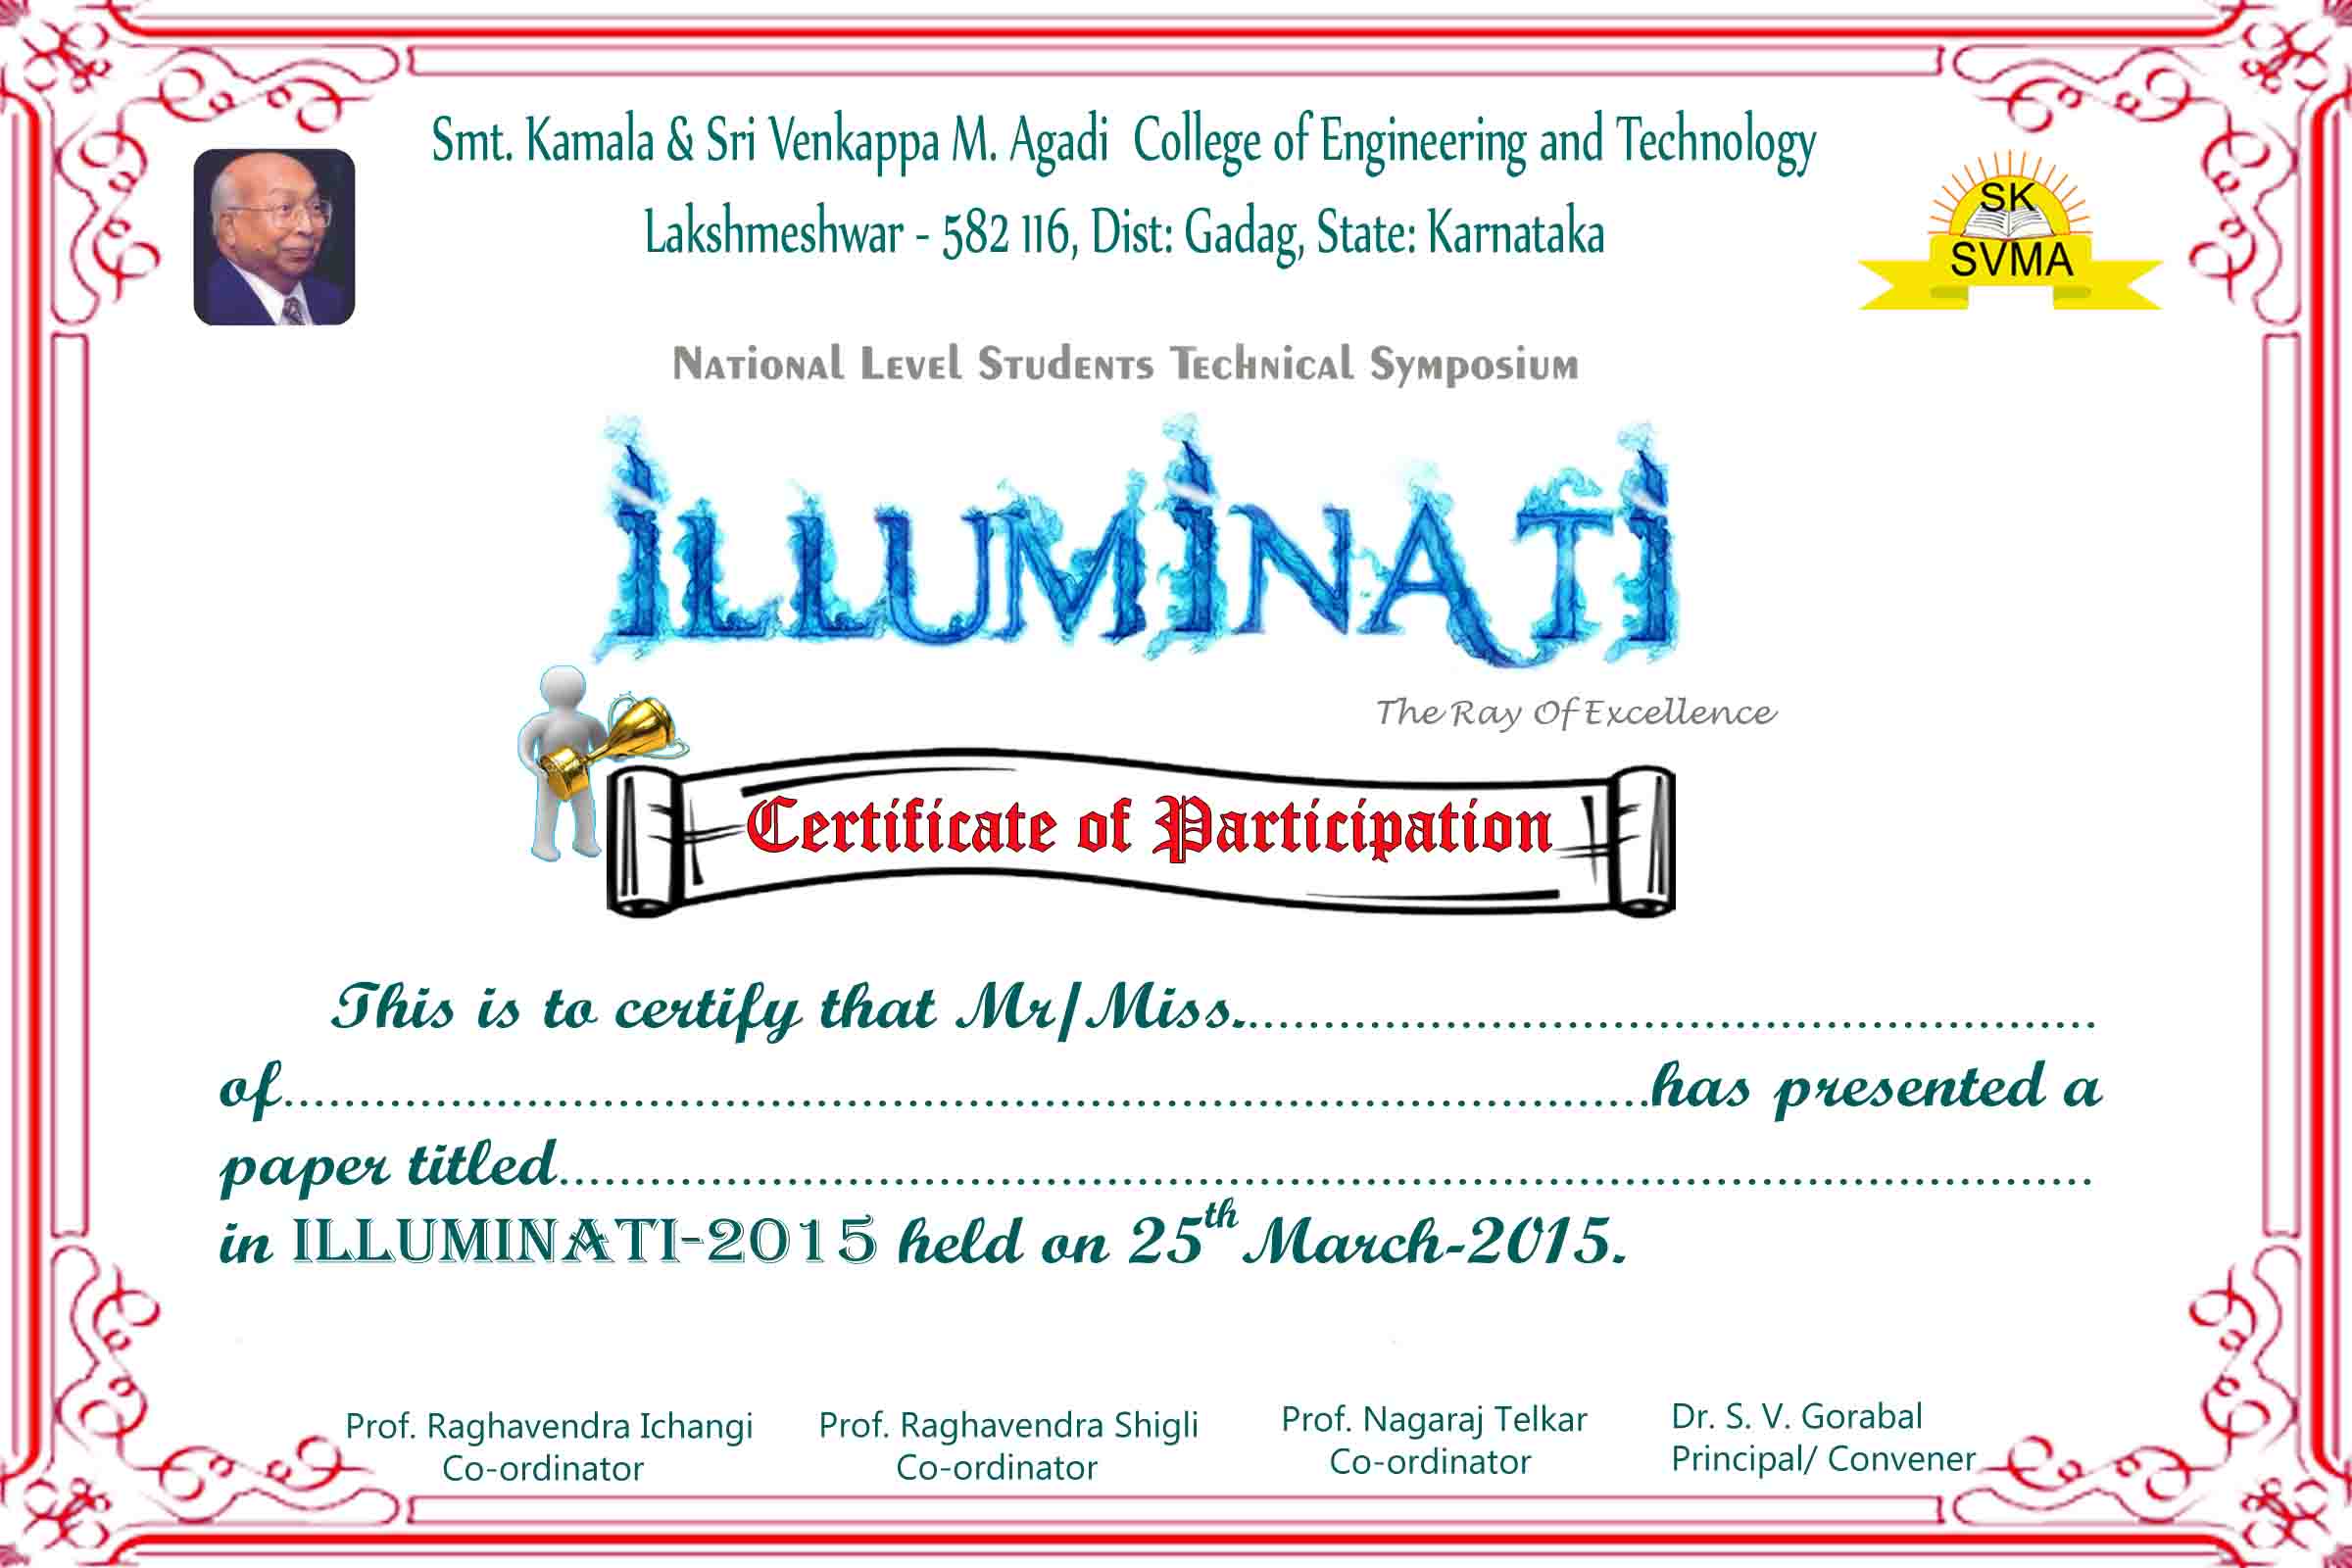 Smt. Kamala & Sri Venkappa M. Agadi College of Engineering and Technology
Lakshmeshwar - 582 116, Dist: Gadag, State: Karnataka
SK
SVMA
National Level Students Technical Symposium
ILLUMINATI
The Ray Of Excellence
Certificate of Participation
This is to certify that Mr/Miss..........................................................
of...........................................................................................has presented a
paper titled......................................................................................................
in ILLUMINATI-2015 held on 25th March-2015.
Prof. Raghavendra Ichangi Prof. Raghavendra Shigli Prof. Nagaraj Telkar Dr. S. V. Gorabal
Co-ordinator Co-ordinator Co-ordinator Principal/ Convener